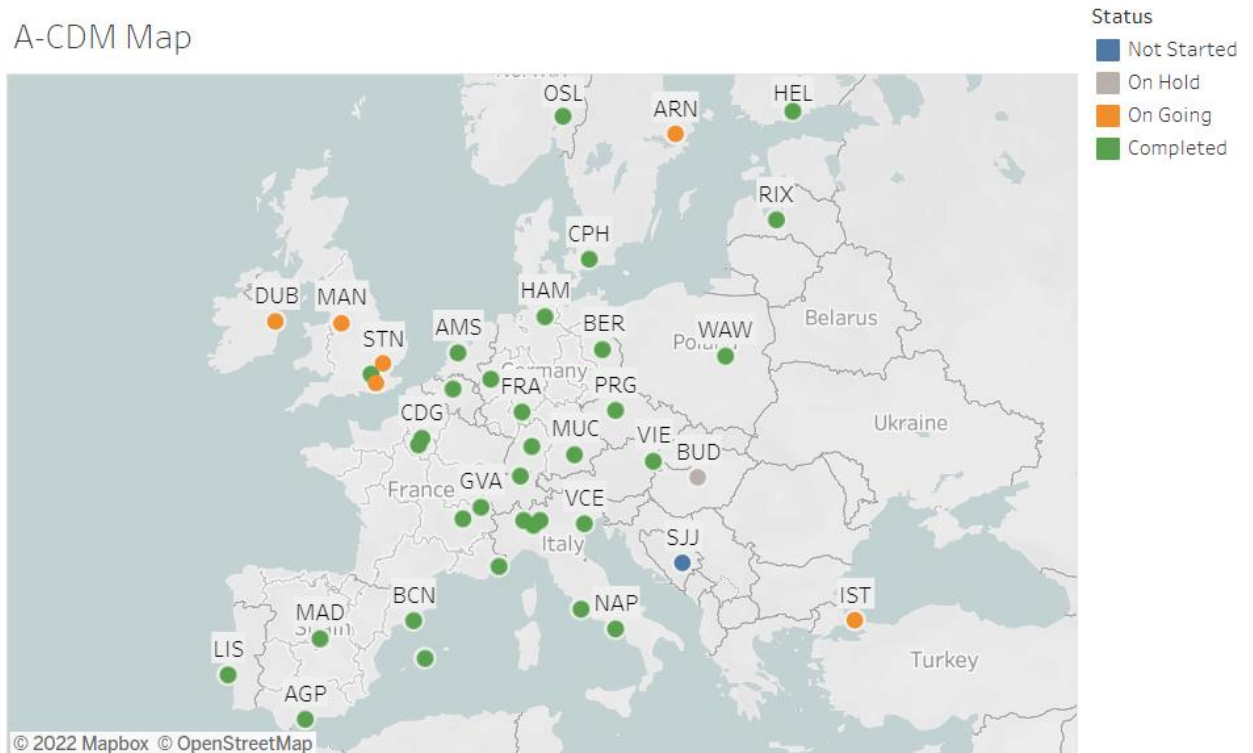 A-CDM Map
Status
Not Started
On Hold
On Going
Completed
OSL
ARN
HEL
RIX
CPH
DUB
MAN
HAM
STN
AMS
BER
WAW
Belarus
Germany
FRA
PRG
CDG
MUC
VIE
BUD
Ukraine
GVA
France
VCE
Italy
SJJ
MAD
BCN
NAP
IST
LIS
Turkey
AGP
© 2022 Mapbox © OpenStreetMap